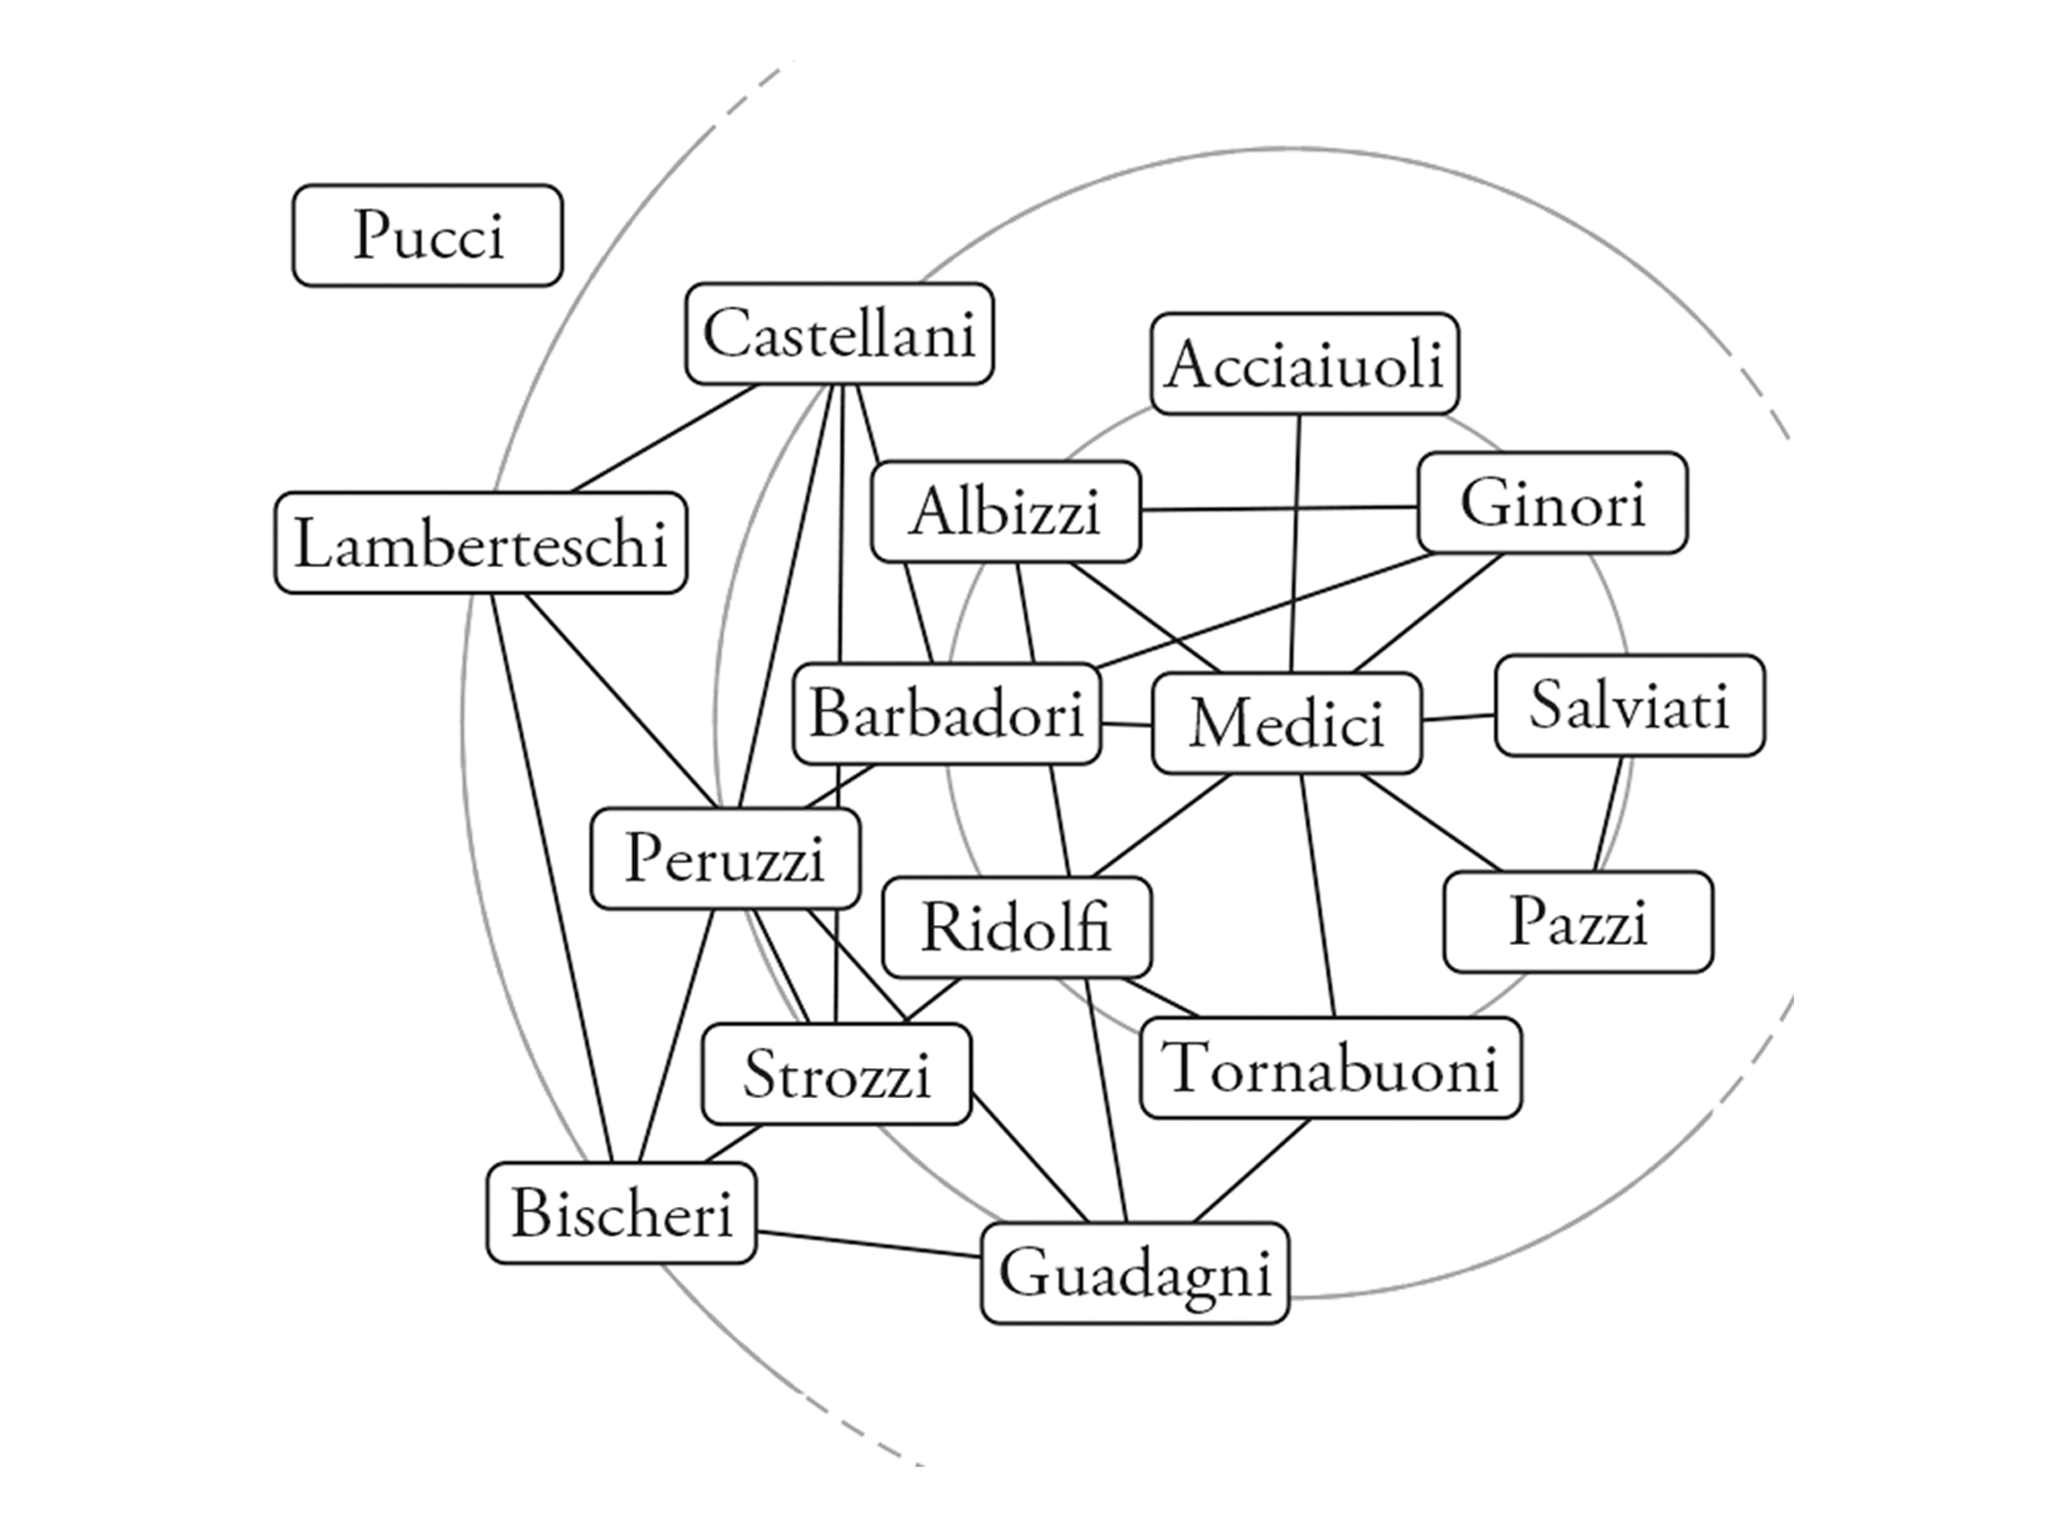 Pucci
Castellani
Acciaiuoli
Albizzi
Ginori
Lamberteschi
Barbadori
Medici
Salviati
Peruzzi
Ridolfi
Pazzi
Strozzi
Tornabuoni
Bischeri
Guadagni